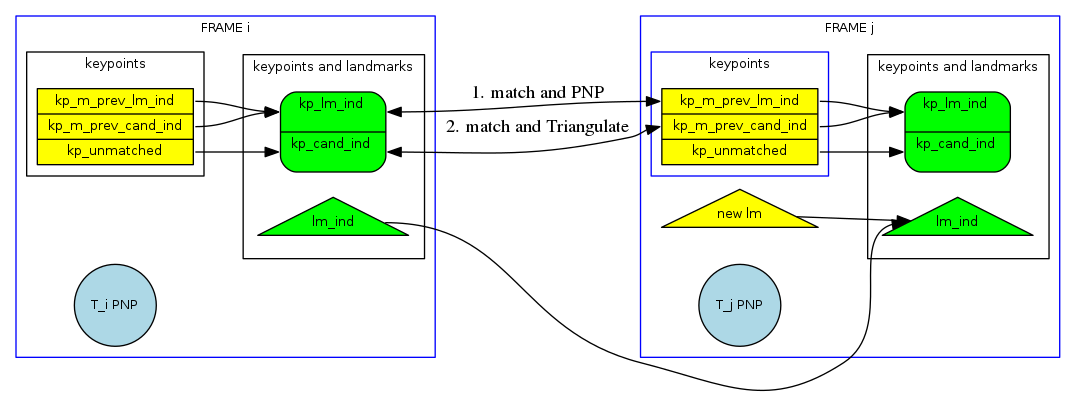 FRAME i
keypoints
kp_m_prev_lm_ind
kp_m_prev_cand_ind
kp_unmatched
keypoints and landmarks
kp_lm_ind
kp_cand_ind
lm_ind
T_i PNP
1. match and PNP
2. match and Triangulate
FRAME j
keypoints
kp_m_prev_lm_ind
kp_m_prev_cand_ind
kp_unmatched
keypoints and landmarks
kp_lm_ind
kp_cand_ind
new lm
lm_ind
T_j PNP